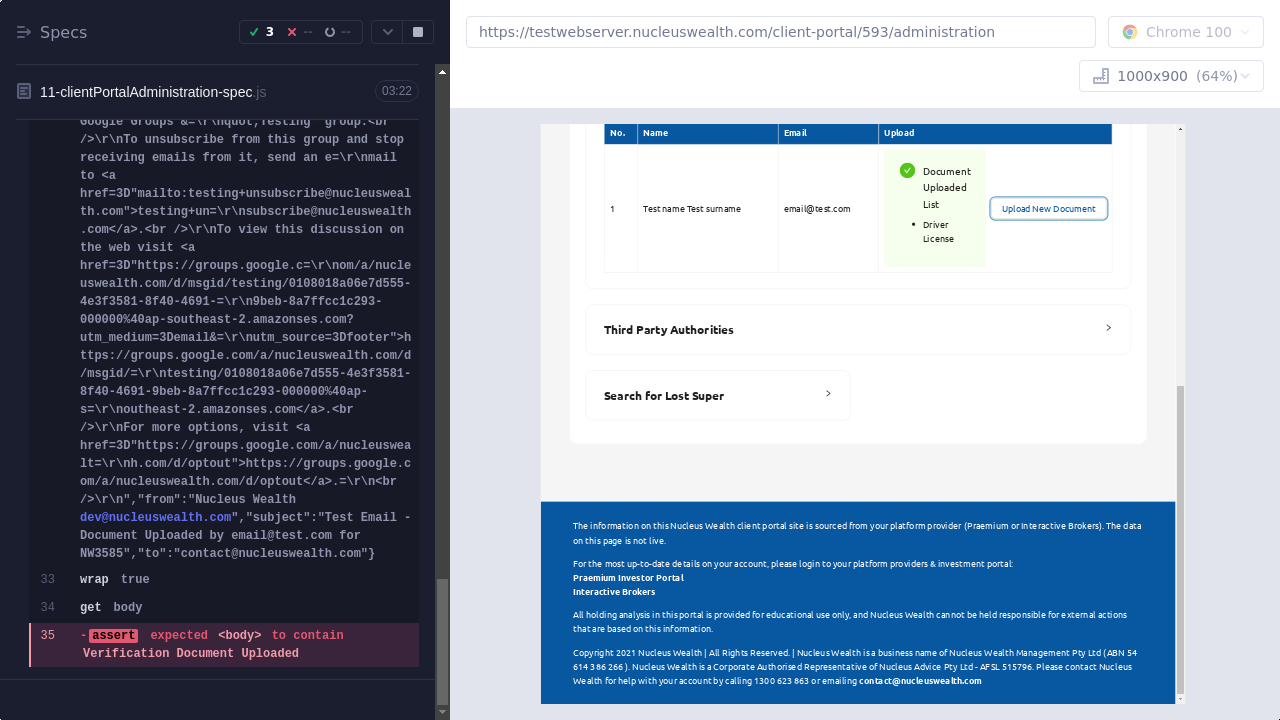 Specs
3
--
--
11-clientPortalAdministration-spec.js
03:22
Google Groups &=\r\nquot;Testing" group.<br
/>\r\nTo unsubscribe from this group and stop
receiving emails from it, send an e=\r\nmail
to <a
href=3D"mailto:testing+unsubscribe@nucleusweal
th.com">testing+un=\r\nsubscribe@nucleuswealth
.com</a>.<br />\r\nTo view this discussion on
the web visit <a
href=3D"https://groups.google.c=\r\nom/a/nucle
uswealth.com/d/msgid/testing/0108018a06e7d555-
4e3f3581-8f40-4691-=\r\n9beb-8a7ffcc1c293-
000000%40ap-southeast-2.amazonses.com?
utm_medium=3Demail&=\r\nutm_source=3Dfooter">h
ttps://groups.google.com/a/nucleuswealth.com/d
/msgid/=\r\ntesting/0108018a06e7d555-4e3f3581-
8f40-4691-9beb-8a7ffcc1c293-000000%40ap-
s=\r\noutheast-2.amazonses.com</a>.<br
/>\r\nFor more options, visit <a
href=3D"https://groups.google.com/a/nucleuswea
lt=\r\nh.com/d/optout">https://groups.google.c
om/a/nucleuswealth.com/d/optout</a>.=\r\n<br
/>\r\n","from":"Nucleus Wealth
dev@nucleuswealth.com","subject":"Test Email -
Document Uploaded by email@test.com for
NW3585","to":"contact@nucleuswealth.com"}
33 wrap true
34 get body
35 -assert expected <body> to contain
Verification Document Uploaded
https://testwebserver.nucleuswealth.com/client-portal/593/administration
Chrome 100
1000x900 (64%)
No. Name Email Upload
1 Test name Test surname email@test.com
Document
Uploaded
List
• Driver
License
Upload New Document
Third Party Authorities
Search for Lost Super
The information on this Nucleus Wealth client portal site is sourced from your platform provider (Praemium or Interactive Brokers). The data
on this page is not live.
For the most up-to-date details on your account, please login to your platform providers & investment portal:
Praemium Investor Portal
Interactive Brokers
All holding analysis in this portal is provided for educational use only, and Nucleus Wealth cannot be held responsible for external actions
that are based on this information.
Copyright 2021 Nucleus Wealth | All Rights Reserved. | Nucleus Wealth is a business name of Nucleus Wealth Management Pty Ltd (ABN 54
614 386 266 ). Nucleus Wealth is a Corporate Authorised Representative of Nucleus Advice Pty Ltd - AFSL 515796. Please contact Nucleus
Wealth for help with your account by calling 1300 623 863 or emailing contact@nucleuswealth.com